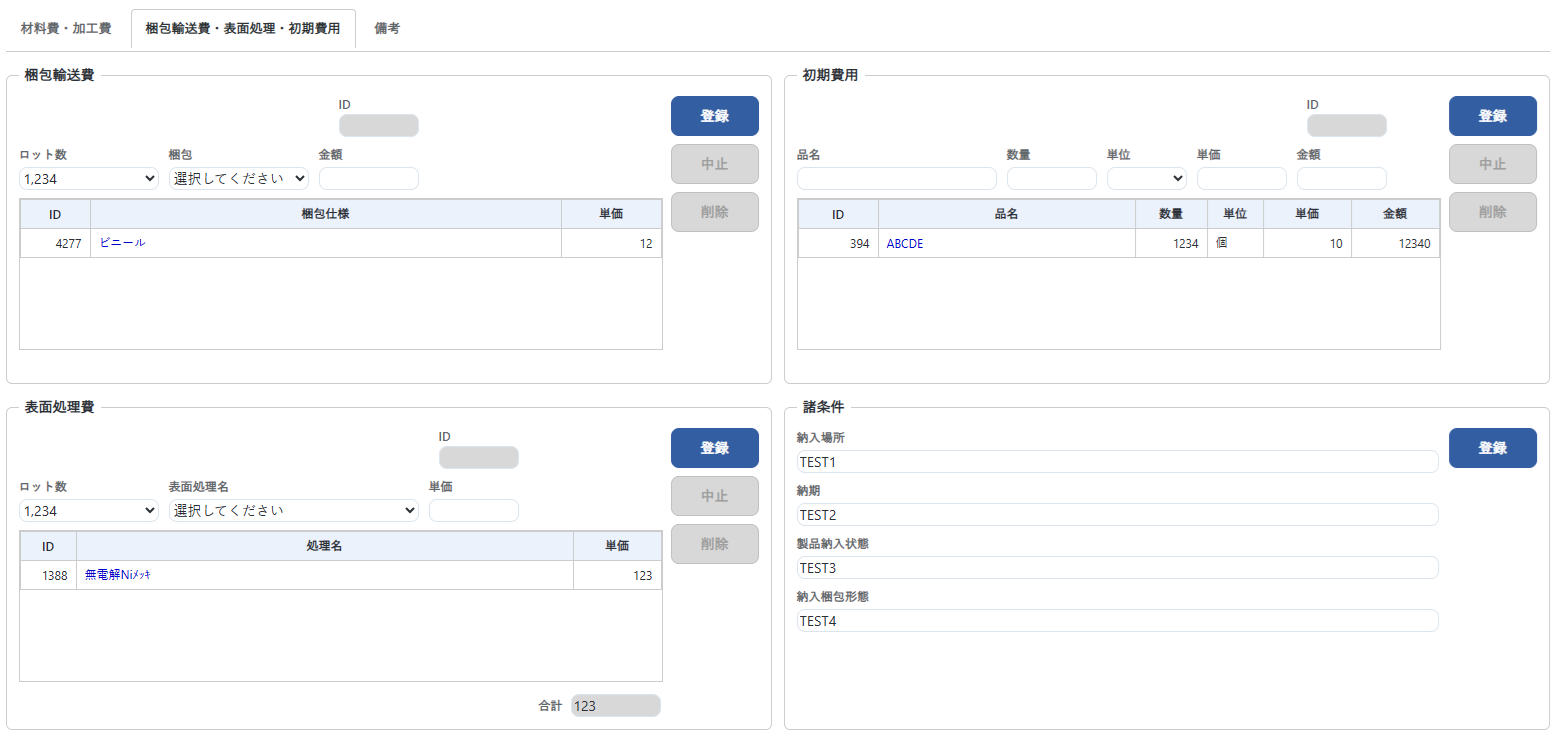 材料費・加工費 梱包輸送費・表面処理・初期費用 備考
梱包輸送費
ID
登録
中止
削除
ロット数 梱包 金額
1,234 選択してください
ID 梱包仕様 単価
4277 ビニール 12
初期費用
ID
登録
中止
削除
品名 数量 単位 単価 金額
ID 品名 数量 単位 単価 金額
394 ABCDE 1234 個 10 12340
表面処理費
ID
登録
中止
削除
ロット数 表面処理名 単価
1,234 選択してください
ID 処理名 単価
1388 無電解Niﾒｯｷ 123
合計 123
諸条件
登録
納入場所
TEST1
納期
TEST2
製品納入状態
TEST3
納入梱包形態
TEST4